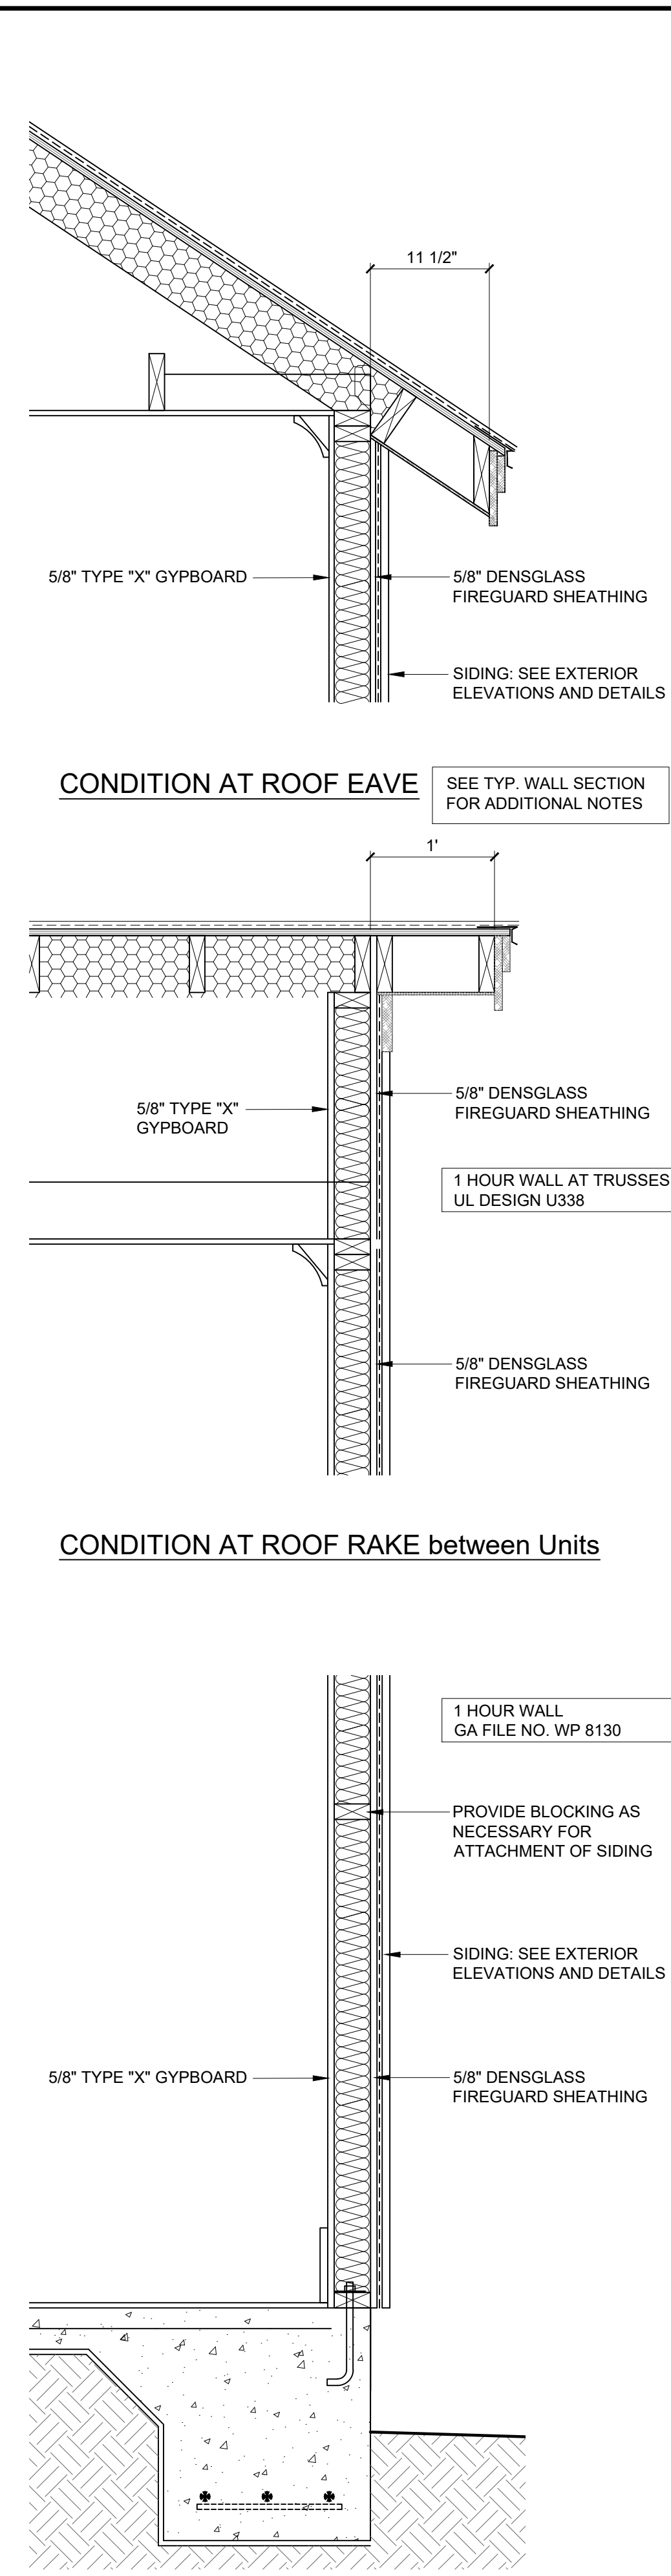 11 1/2"
5/8" TYPE "X" GYPBOARD
5/8" DENSGLASS
FIREGUARD SHEATHING
SIDING: SEE EXTERIOR
ELEVATIONS AND DETAILS
CONDITION AT ROOF EAVE
SEE TYP. WALL SECTION
FOR ADDITIONAL NOTES
1'
5/8" TYPE "X"
GYPBOARD
5/8" DENSGLASS
FIREGUARD SHEATHING
1 HOUR WALL AT TRUSSES
UL DESIGN U338
5/8" DENSGLASS
FIREGUARD SHEATHING
CONDITION AT ROOF RAKE between Units
1 HOUR WALL
GA FILE NO. WP 8130
PROVIDE BLOCKING AS
NECESSARY FOR
ATTACHMENT OF SIDING
SIDING: SEE EXTERIOR
ELEVATIONS AND DETAILS
5/8" TYPE "X" GYPBOARD
5/8" DENSGLASS
FIREGUARD SHEATHING